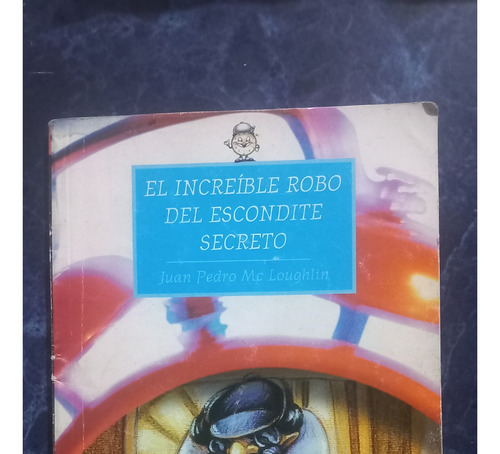 EL INCREÍBLE ROBO
DEL ESCONDITE
SECRETO
Juan Pedro Mc Loughlin